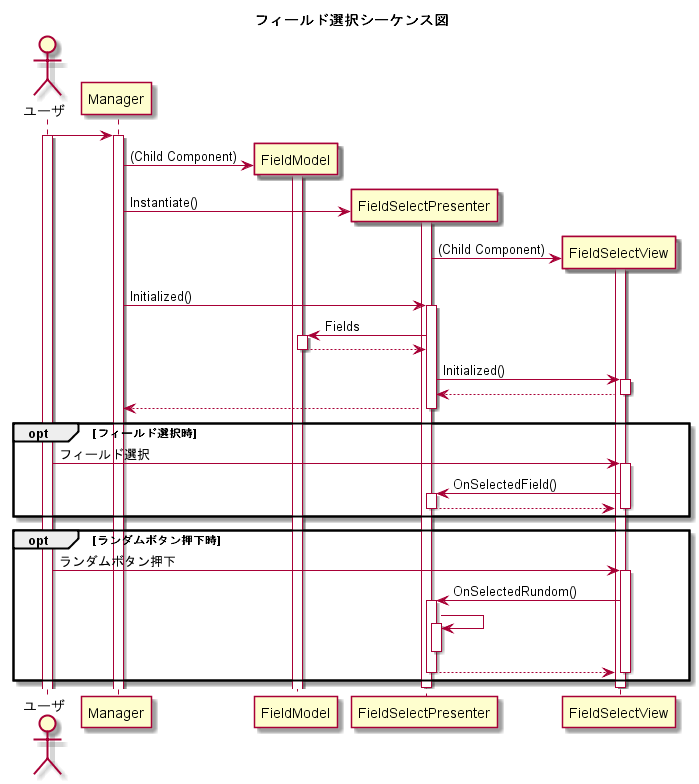 フィールド選択シーケンス図
ユーザ
Manager
(Child Component)
FieldModel
Instantiate()
FieldSelectPresenter
(Child Component)
FieldSelectView
Initialized()
Fields
Initialized()
opt [フィールド選択時]
フィールド選択
OnSelectedField()
opt [ランダムボタン押下時]
ランダムボタン押下
OnSelectedRundom()
ユーザ
Manager
FieldModel
FieldSelectPresenter
FieldSelectView